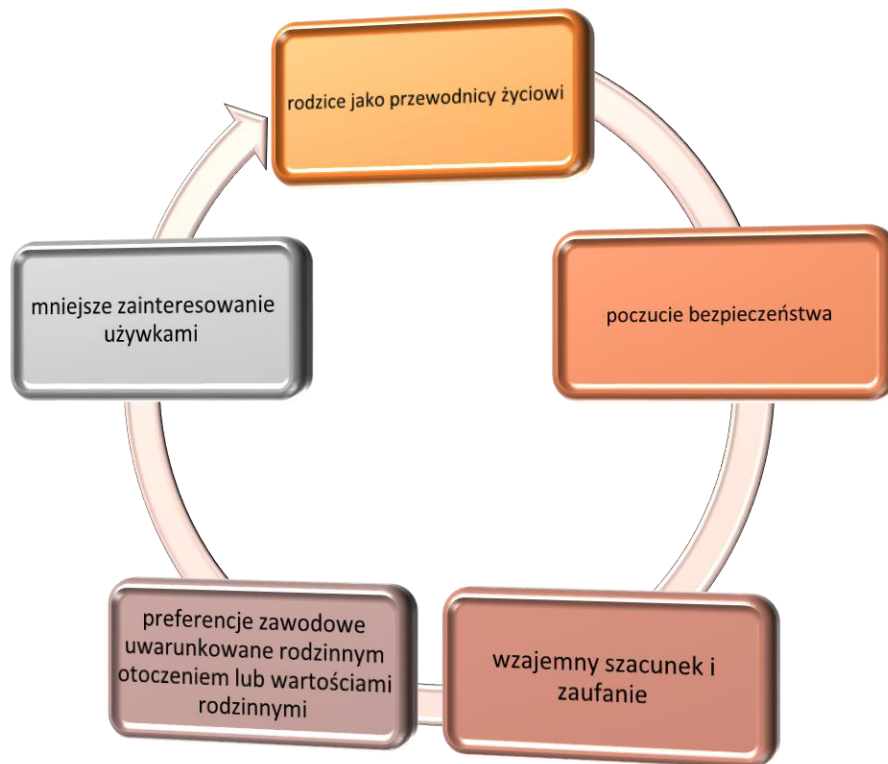 rodzice jako przewodnicy życiowi
poczucie bezpieczeństwa
wzajemny szacunek i
zaufanie
preferencje zawodowe
uwarunkowane rodzinnym
otoczeniem lub wartościami
rodzinnymi
mniejsze zainteresowanie
używkami